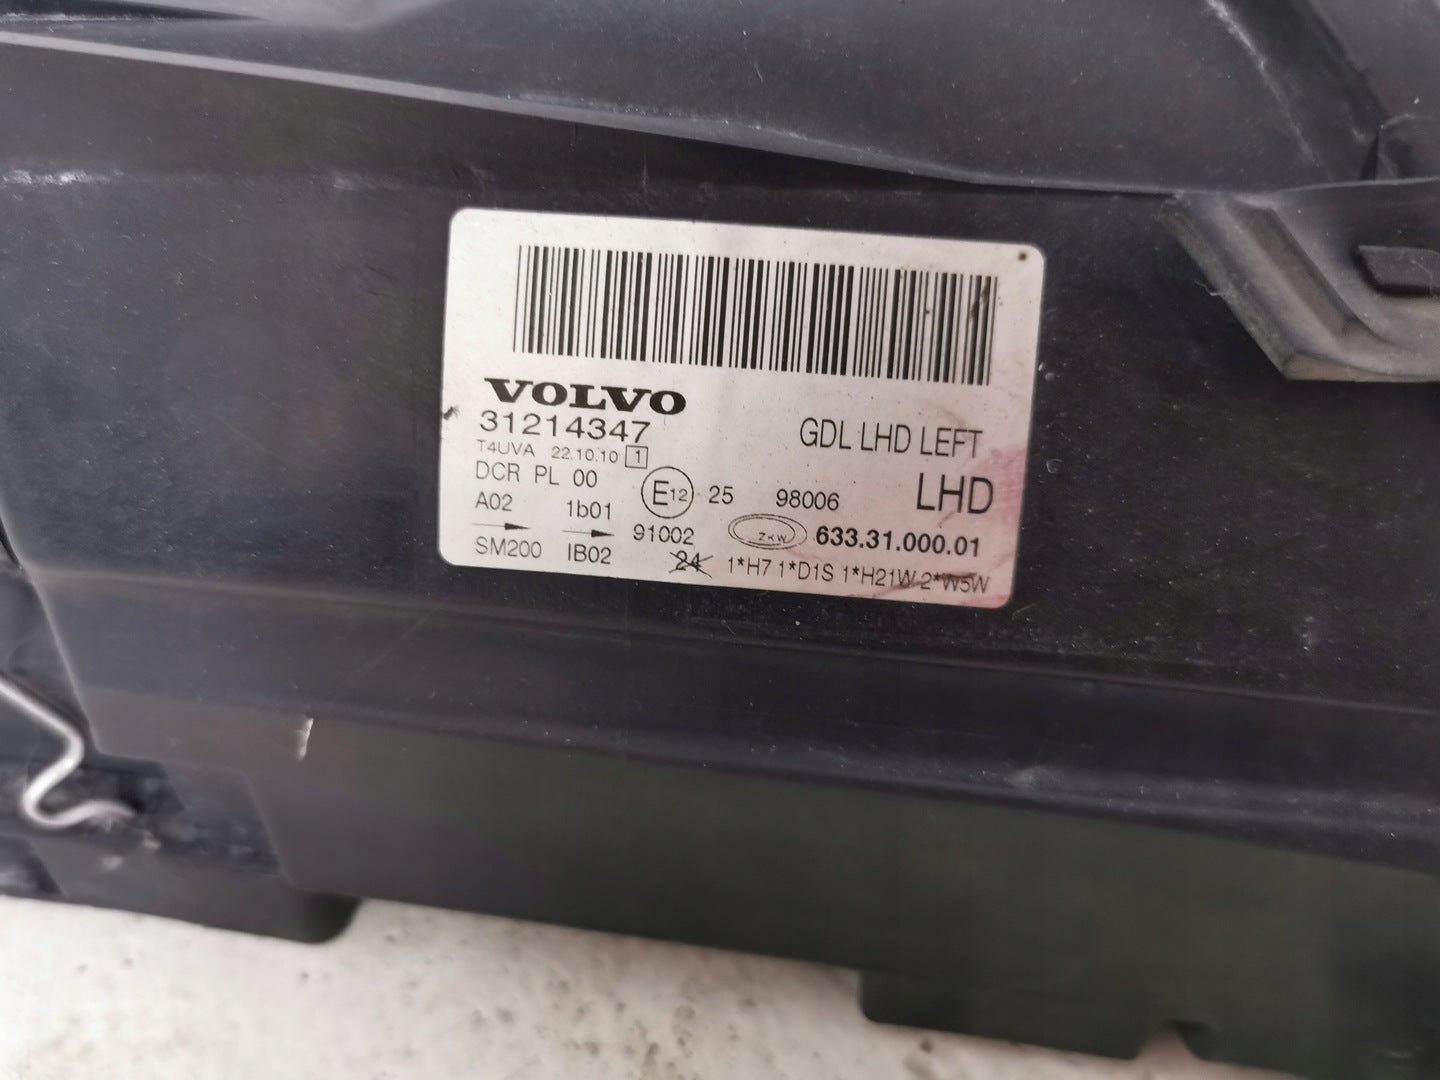 VOLVO
31214347
GDL LHD LEFT
T4UVA 22.10.10 1
DCR PL 00
E12 25 98006 LHD
A02 1b01
91002 ZKW 633.31.000.01
SM200 IB02
24 1*H7 1*D1S 1*H21W 2*W5W